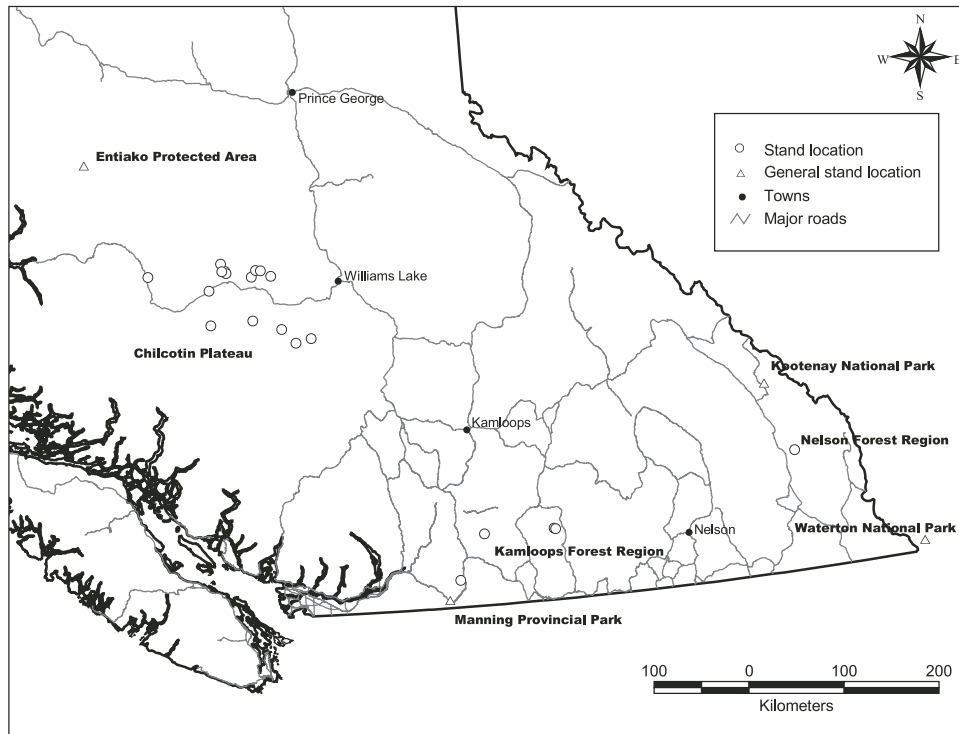 N
W E
S
Prince George
Entiako Protected Area
Stand location
General stand location
Towns
Major roads
Williams Lake
Chilcotin Plateau
Kootenay National Park
Kamloops
Nelson Forest Region
Nelson
Waterton National Park
Kamloops Forest Region
Manning Provincial Park
100 0 100 200
Kilometers